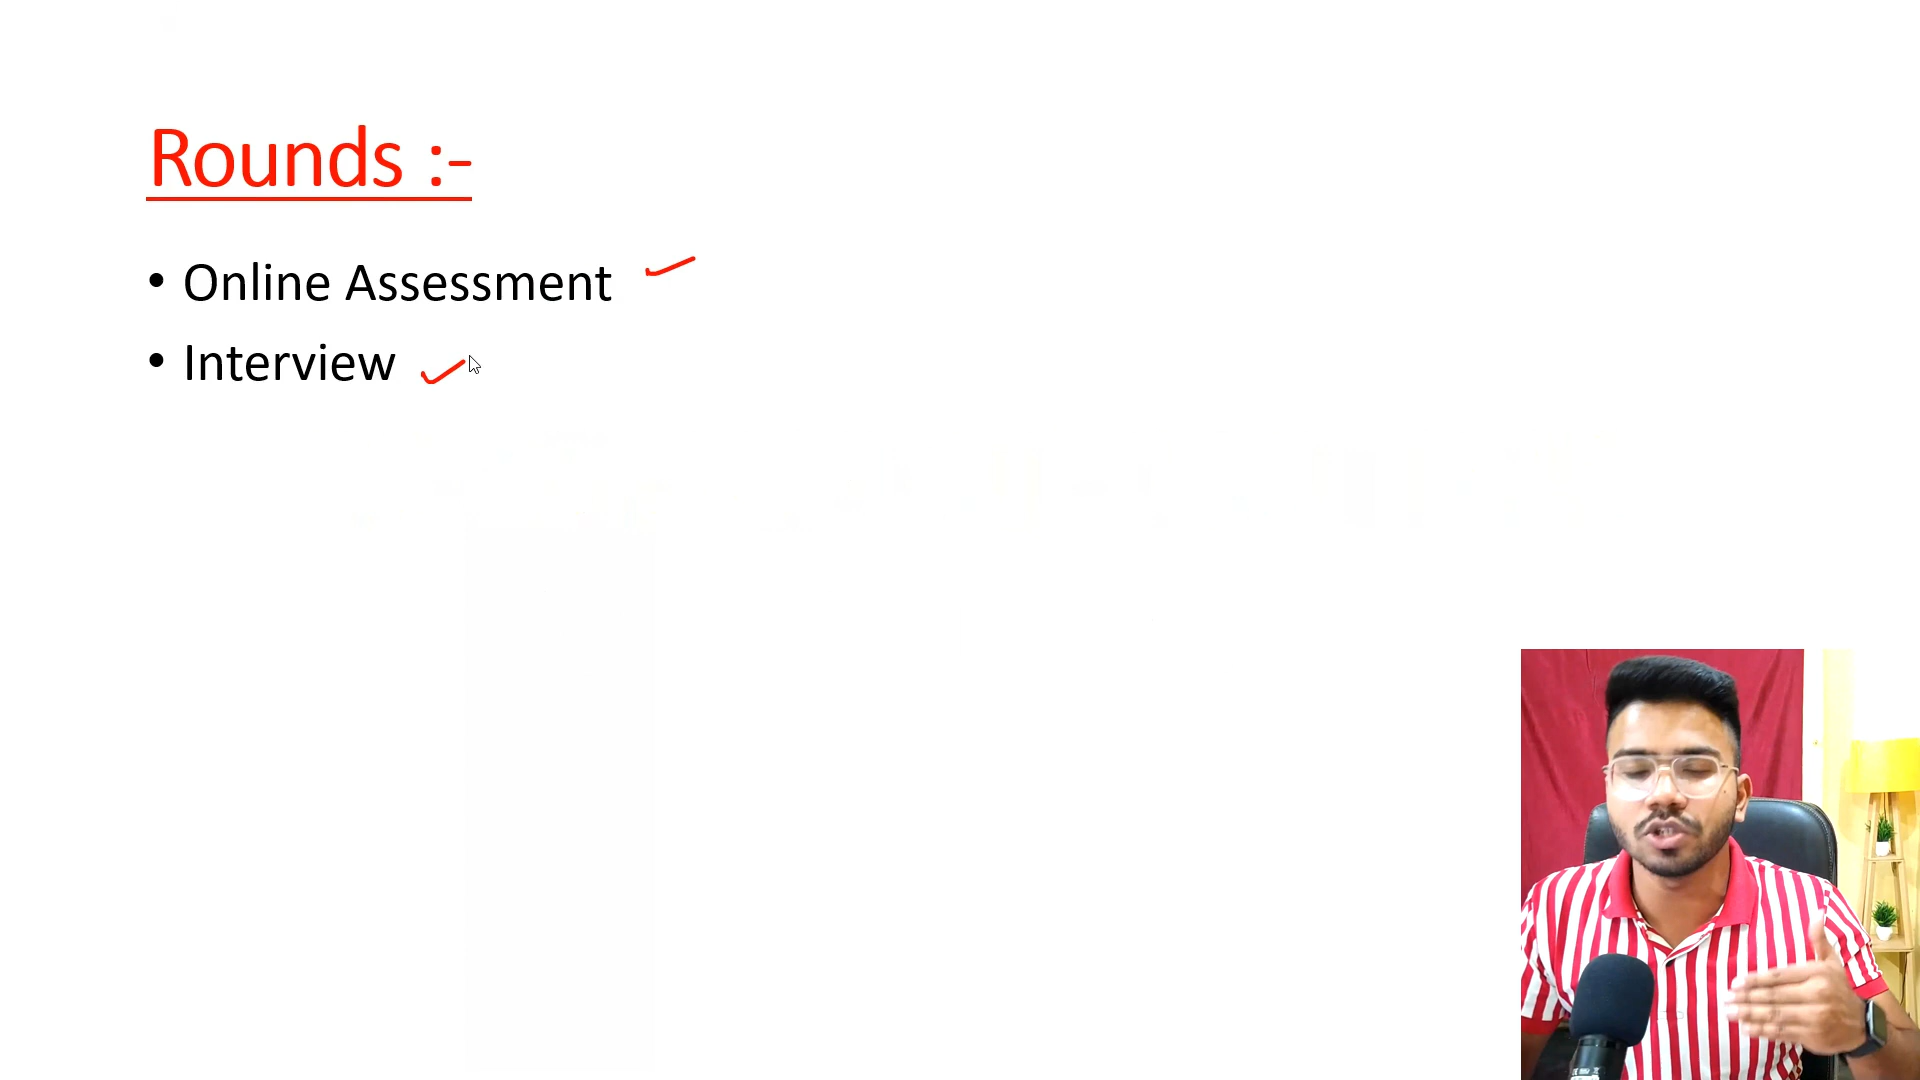 Rounds :-
• Online Assessment
• Interview